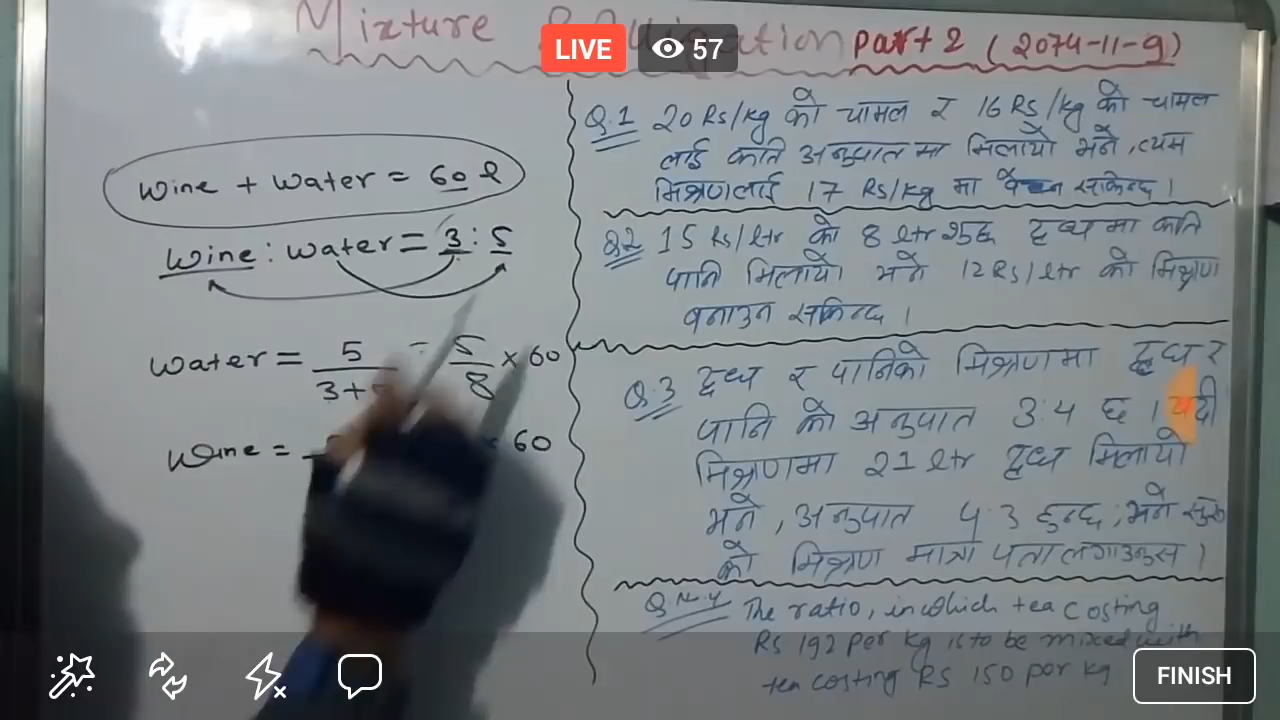 LIVE 57
Mixture & Alligation Part 2 (2074-11-9)
Wine + Water = 60 l
Wine : Water = 3 : 5
Water = 5 / 3+ = 5/8 × 60
Wine = 60
Q.1 20 Rs/kg को चामल र 16 Rs/kg को चामल
लाई कति अनुपात मा मिलायो भने, त्यस
मिश्रणलाई 17 Rs/kg मा बेच्न सकिन्छ ।
Q.2 15 Rs/ltr को 8 ltr शुद्ध दूध मा कति
पानि मिलायो भने 12 Rs/ltr को मिश्रण
बनाउन सकिन्छ ।
Q.3 दूध र पानिको मिश्रणमा दूध र
पानि को अनुपात 3:4 छ । यदी
मिश्रणमा 21 ltr दूध मिलायो
भने, अनुपात 4:3 हुन्छ, भने सुरु
को मिश्रण मात्रा पत्ता लगाउनुस ।
Q.N.4 The ratio, in which tea costing
Rs 192 per kg is to be mixed with
tea costing Rs 150 per kg
FINISH